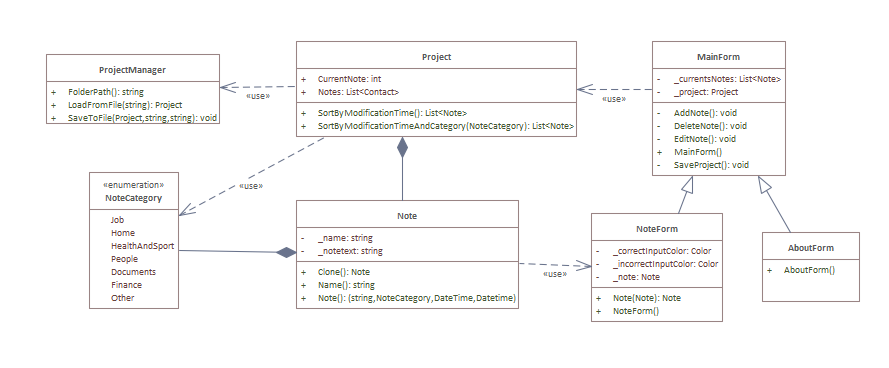 ProjectManager
+ FolderPath(): string
+ LoadFromFile(string): Project
+ SaveToFile(Project,string,string): void
«use»
Project
+ CurrentNote: int
+ Notes: List<Contact>
+ SortByModificationTime(): List<Note>
+ SortByModificationTimeAndCategory(NoteCategory): List<Note>
«use»
MainForm
- _currentsNotes: List<Note>
- _project: Project
- AddNote(): void
- DeleteNote(): void
- EditNote(): void
+ MainForm()
- SaveProject(): void
«use»
«enumeration»
NoteCategory
Job
Home
HealthAndSport
People
Documents
Finance
Other
Note
- _name: string
- _notetext: string
+ Clone(): Note
+ Name(): string
+ Note(): (string,NoteCategory,DateTime,Datetime)
«use»
NoteForm
- _correctInputColor: Color
- _incorrectInputColor: Color
- _note: Note
+ Note(Note): Note
+ NoteForm()
AboutForm
+ AboutForm()